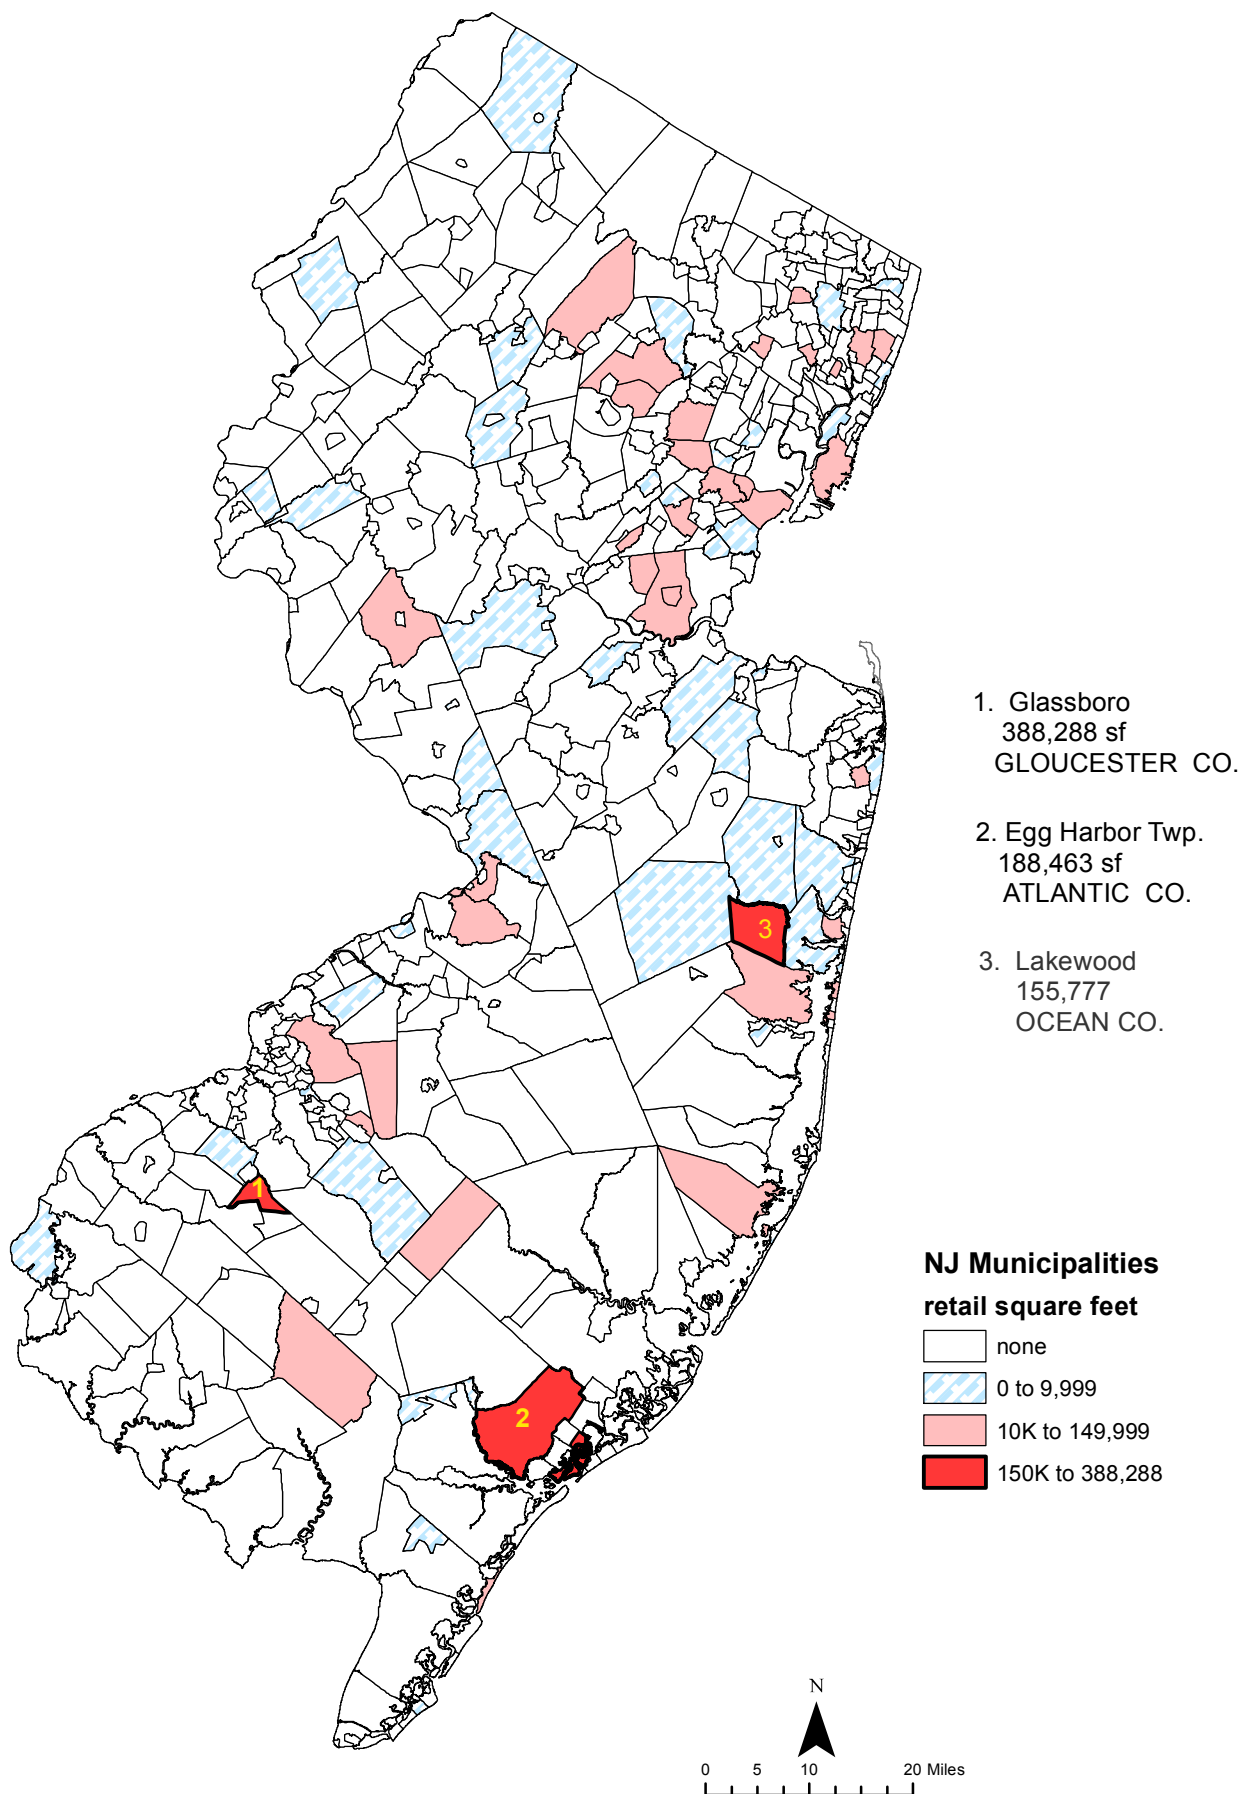 1. Glassboro
388,288 sf
GLOUCESTER CO.
2. Egg Harbor Twp.
188,463 sf
ATLANTIC CO.
3. Lakewood
155,777
OCEAN CO.
3
1
2
NJ Municipalities
retail square feet
none
0 to 9,999
10K to 149,999
150K to 388,288
N
0 5 10 20 Miles